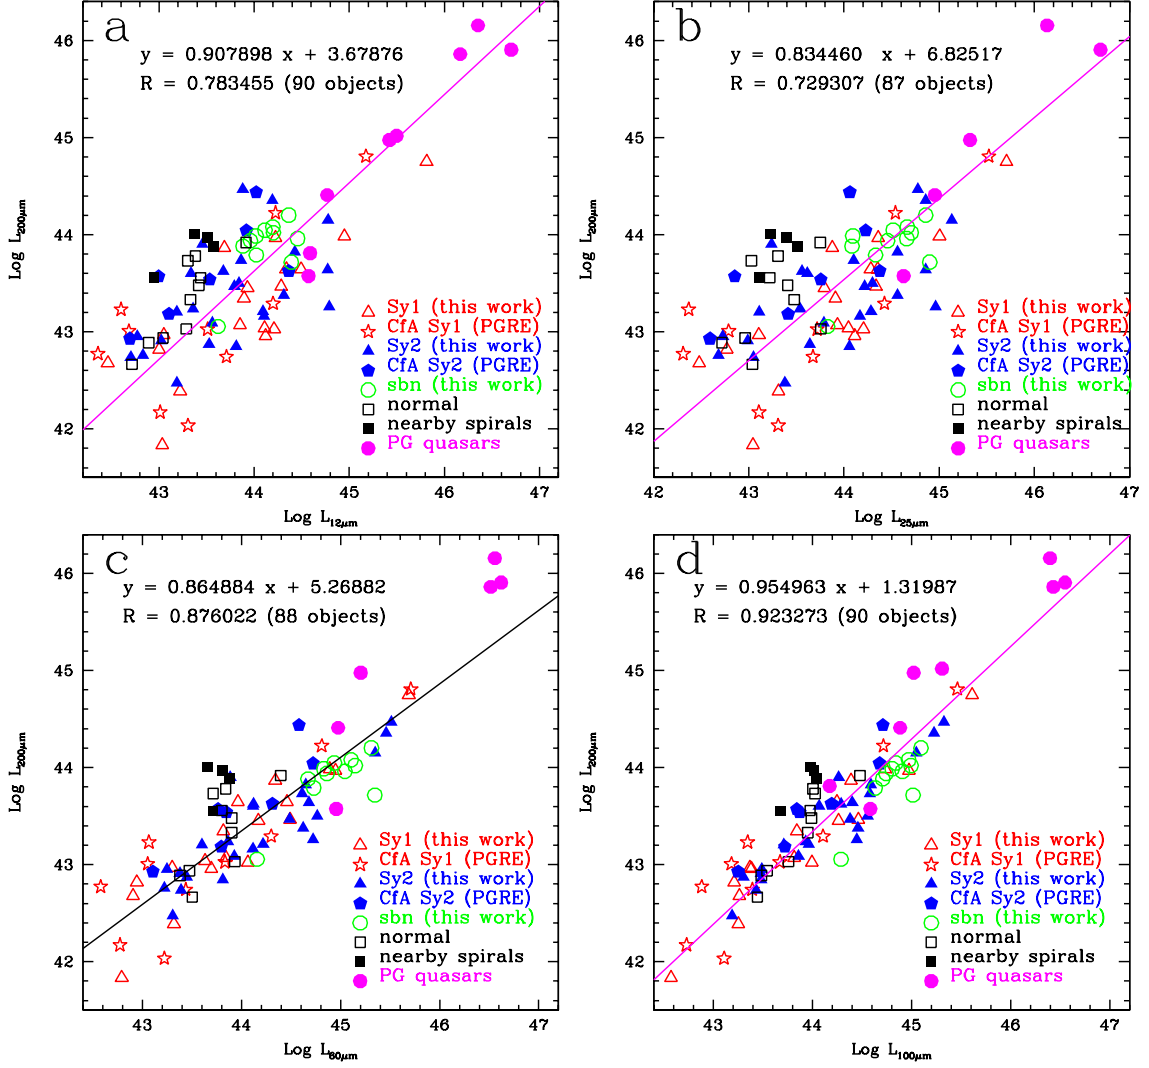 a
y = 0.907898 x + 3.67876
R = 0.783455 (90 objects)
46
45
44
43
42
Log L200μm
Sy1 (this work)
CfA Sy1 (PGRE)
Sy2 (this work)
CfA Sy2 (PGRE)
sbn (this work)
normal
nearby spirals
PG quasars
43 44 45 46 47
Log L12μm
b
y = 0.834460 x + 6.82517
R = 0.729307 (87 objects)
46
45
44
43
42
Log L200μm
Sy1 (this work)
CfA Sy1 (PGRE)
Sy2 (this work)
CfA Sy2 (PGRE)
sbn (this work)
normal
nearby spirals
PG quasars
42 43 44 45 46 47
Log L25μm
c
y = 0.864884 x + 5.26882
R = 0.876022 (88 objects)
46
45
44
43
42
Log L200μm
Sy1 (this work)
CfA Sy1 (PGRE)
Sy2 (this work)
CfA Sy2 (PGRE)
sbn (this work)
normal
nearby spirals
PG quasars
43 44 45 46 47
Log L60μm
d
y = 0.954963 x + 1.31987
R = 0.923273 (90 objects)
46
45
44
43
42
Log L200μm
Sy1 (this work)
CfA Sy1 (PGRE)
Sy2 (this work)
CfA Sy2 (PGRE)
sbn (this work)
normal
nearby spirals
PG quasars
43 44 45 46 47
Log L100μm